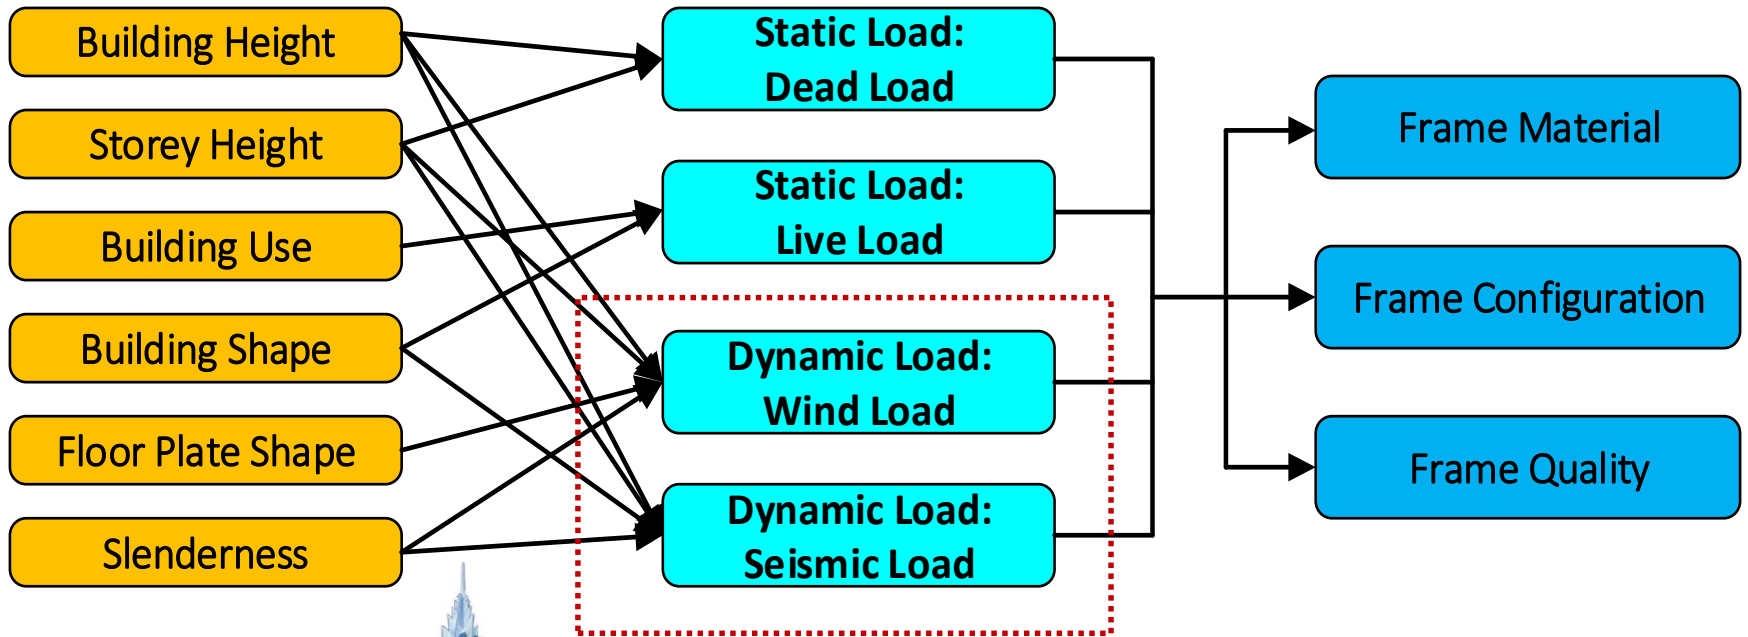 Building Height
Storey Height
Building Use
Building Shape
Floor Plate Shape
Slenderness
Static Load:
Dead Load
Static Load:
Live Load
Dynamic Load:
Wind Load
Dynamic Load:
Seismic Load
Frame Material
Frame Configuration
Frame Quality